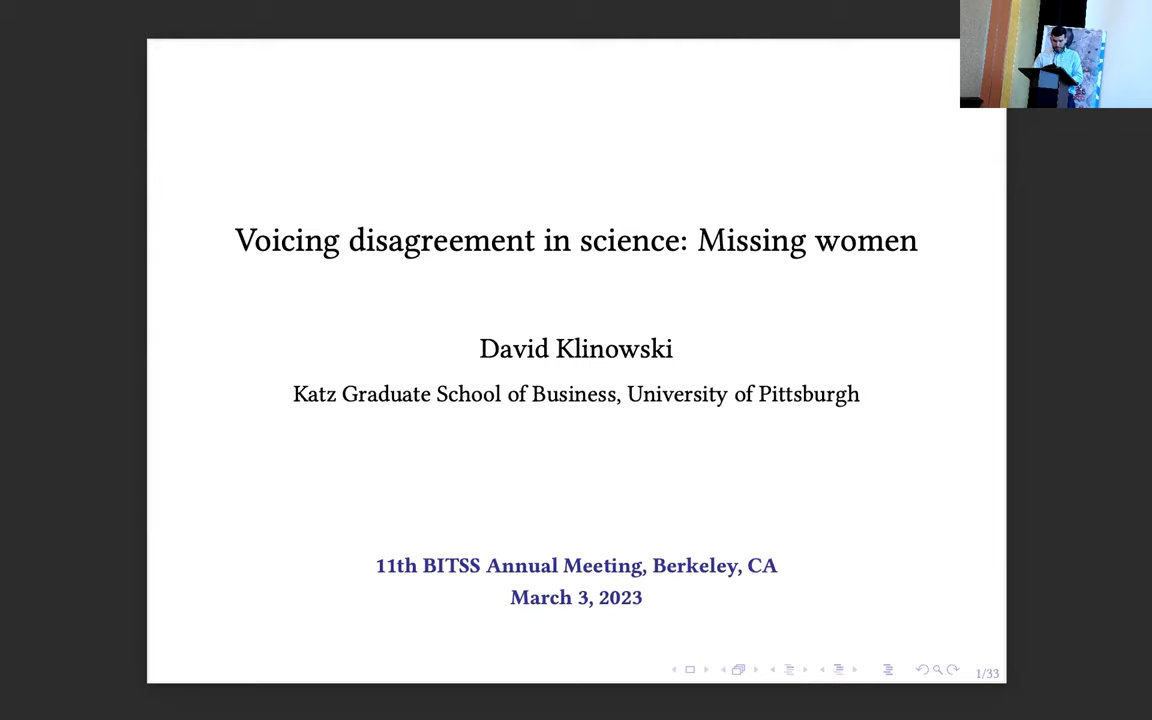 Voicing disagreement in science: Missing women
David Klinowski
Katz Graduate School of Business, University of Pittsburgh
11th BITSS Annual Meeting, Berkeley, CA
March 3, 2023
1/33